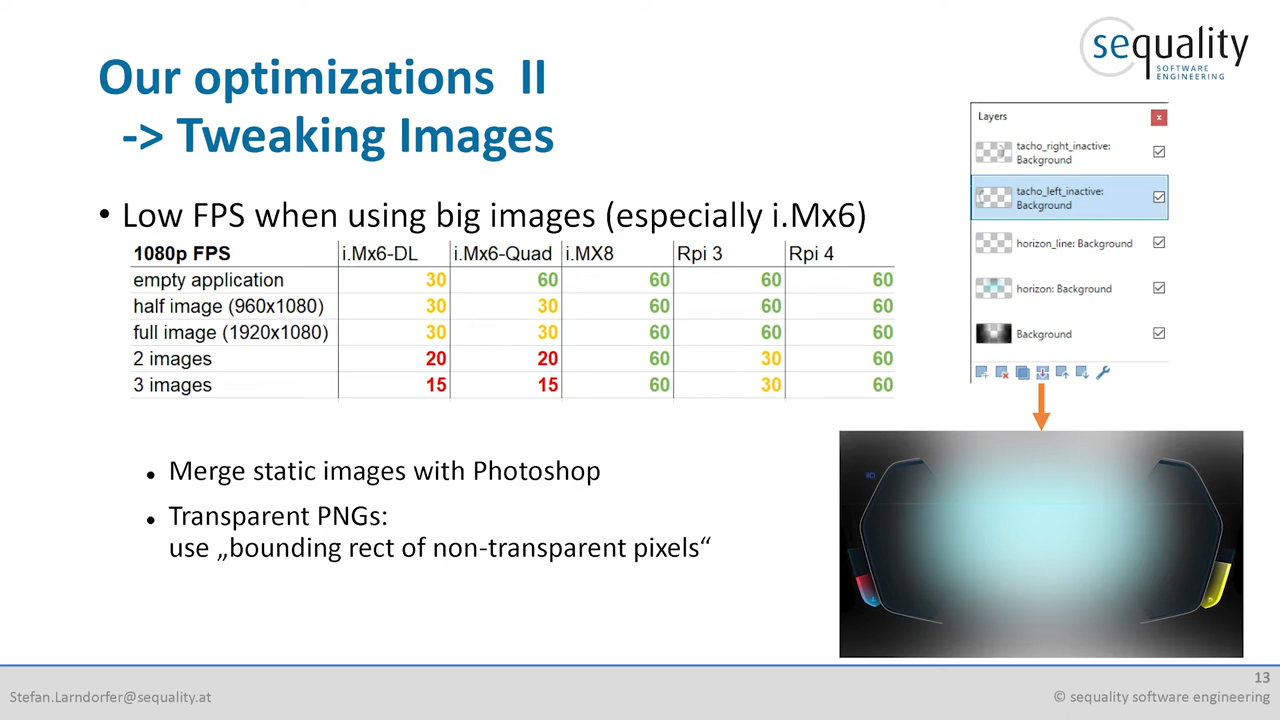 sequality
SOFTWARE
ENGINEERING
Our optimizations II
-> Tweaking Images
• Low FPS when using big images (especially i.Mx6)
1080p FPS i.Mx6-DL i.Mx6-Quad i.MX8 Rpi 3 Rpi 4
empty application 30 60 60 60 60
half image (960x1080) 30 30 60 60 60
full image (1920x1080) 30 30 60 60 60
2 images 20 20 60 30 60
3 images 15 15 60 30 60
Layers x
tacho_right_inactive:
Background
tacho_left_inactive:
Background
horizon_line: Background
horizon: Background
Background
• Merge static images with Photoshop
• Transparent PNGs:
use „bounding rect of non-transparent pixels“
13
Stefan.Larndorfer@sequality.at © sequality software engineering